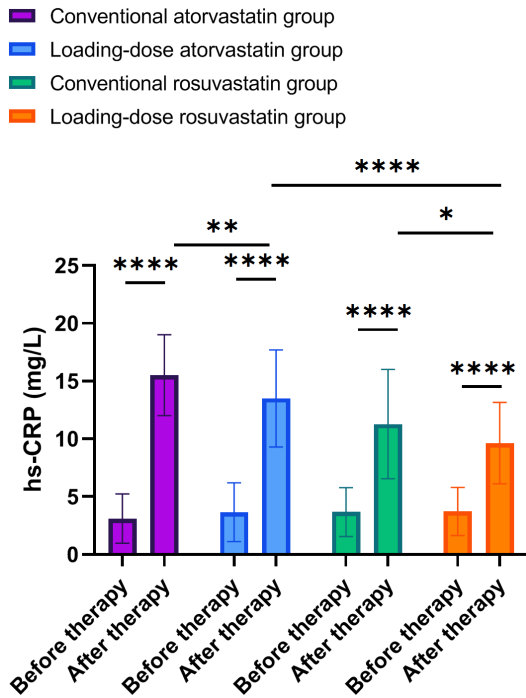 Conventional atorvastatin group
Loading-dose atorvastatin group
Conventional rosuvastatin group
Loading-dose rosuvastatin group
****
**
*
****
****
****
****
25
20
15
10
5
0
hs-CRP (mg/L)
Before therapy
After therapy
Before therapy
After therapy
Before therapy
After therapy
Before therapy
After therapy